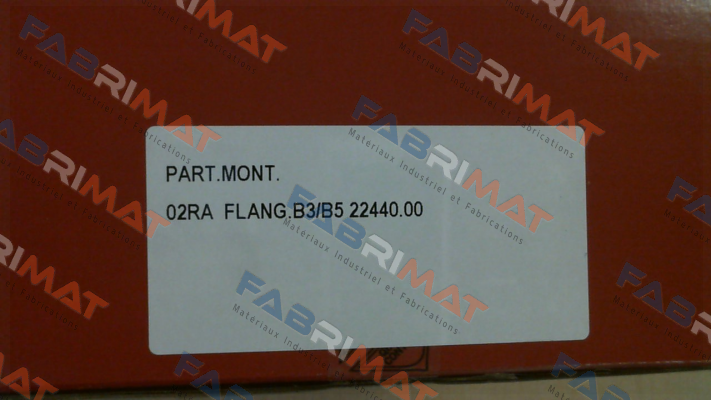 PART.MONT.
02RA FLANG.B3/B5 22440.00
FABRIMAT
Materiaux Industriel et Fabrications